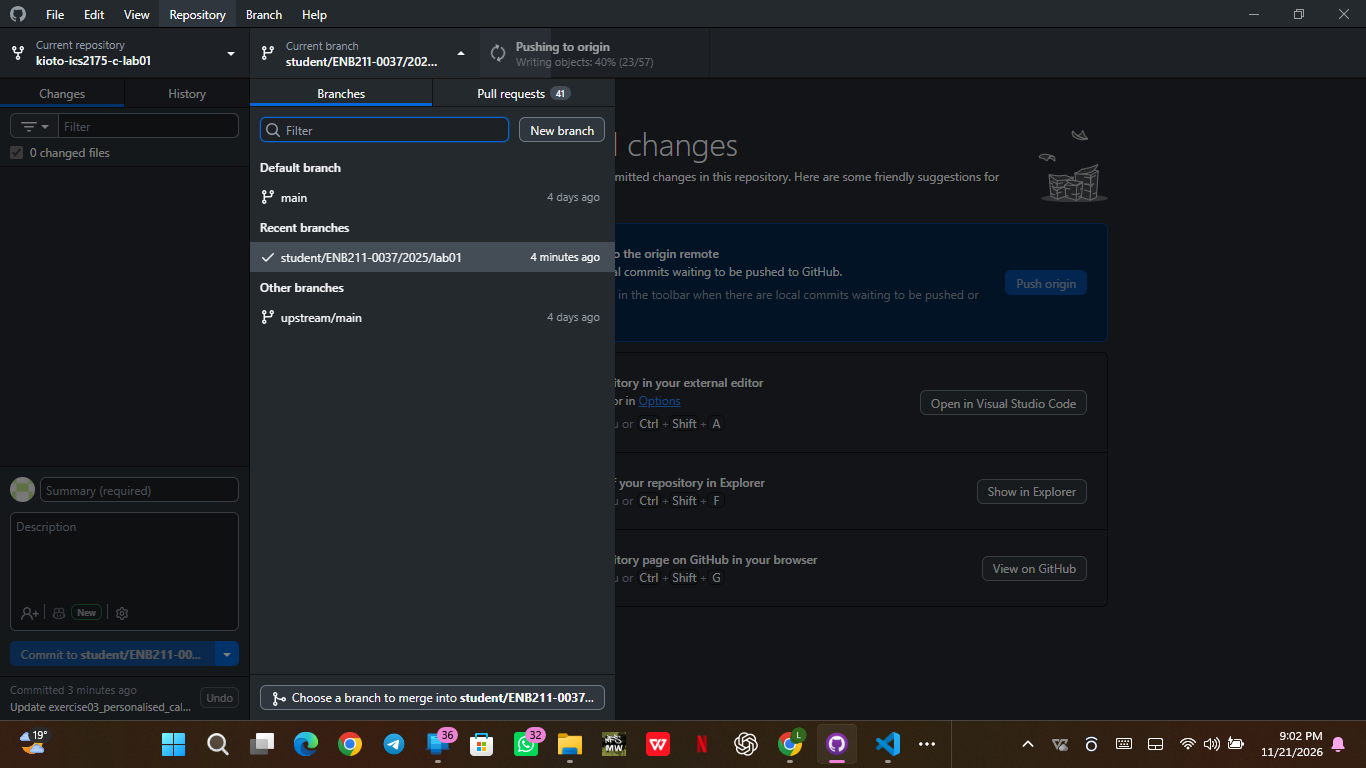 File Edit View Repository Branch Help
Current repository
kioto-ics2175-c-lab01
Current branch
student/ENB211-0037/202...
Pushing to origin
Writing objects: 40% (23/57)
Changes History
Filter
0 changed files
Branches Pull requests 41
Filter New branch
Default branch
main 4 days ago
Recent branches
student/ENB211-0037/2025/lab01 4 minutes ago
Other branches
upstream/main 4 days ago
Choose a branch to merge into student/ENB211-0037...
changes
mitted changes in this repository. Here are some friendly suggestions for
the origin remote
commits waiting to be pushed to GitHub.
in the toolbar when there are local commits waiting to be pushed or
Push origin
itory in your external editor
or in Options
or Ctrl + Shift + A
Open in Visual Studio Code
your repository in Explorer
or Ctrl + Shift + F
Show in Explorer
itory page on GitHub in your browser
or Ctrl + Shift + G
View on GitHub
Summary (required)
Description
New
Commit to student/ENB211-00...
Committed 3 minutes ago
Update exercise03_personalised_cal...
Undo
19°
36
32
MW
N
L
9:02 PM
11/21/2026